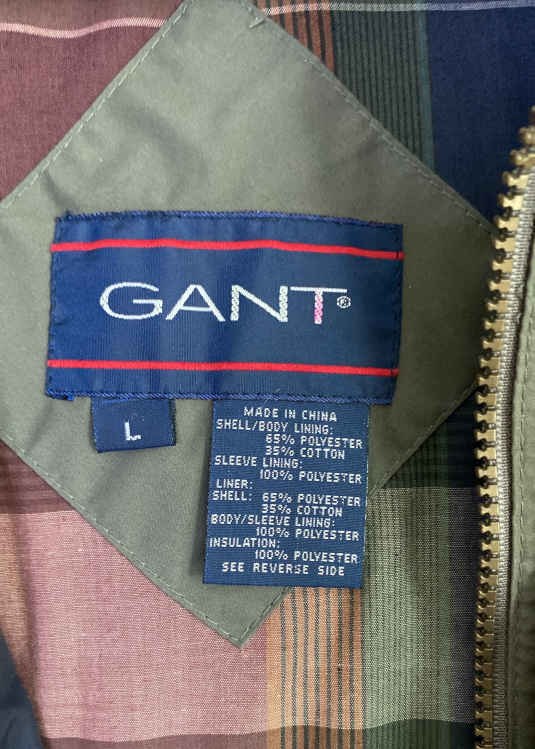 GANT®
L
MADE IN CHINA
SHELL/BODY LINING:
65% POLYESTER
35% COTTON
SLEEVE LINING:
100% POLYESTER
LINER:
SHELL: 65% POLYESTER
35% COTTON
BODY/SLEEVE LINING:
100% POLYESTER
INSULATION:
100% POLYESTER
SEE REVERSE SIDE